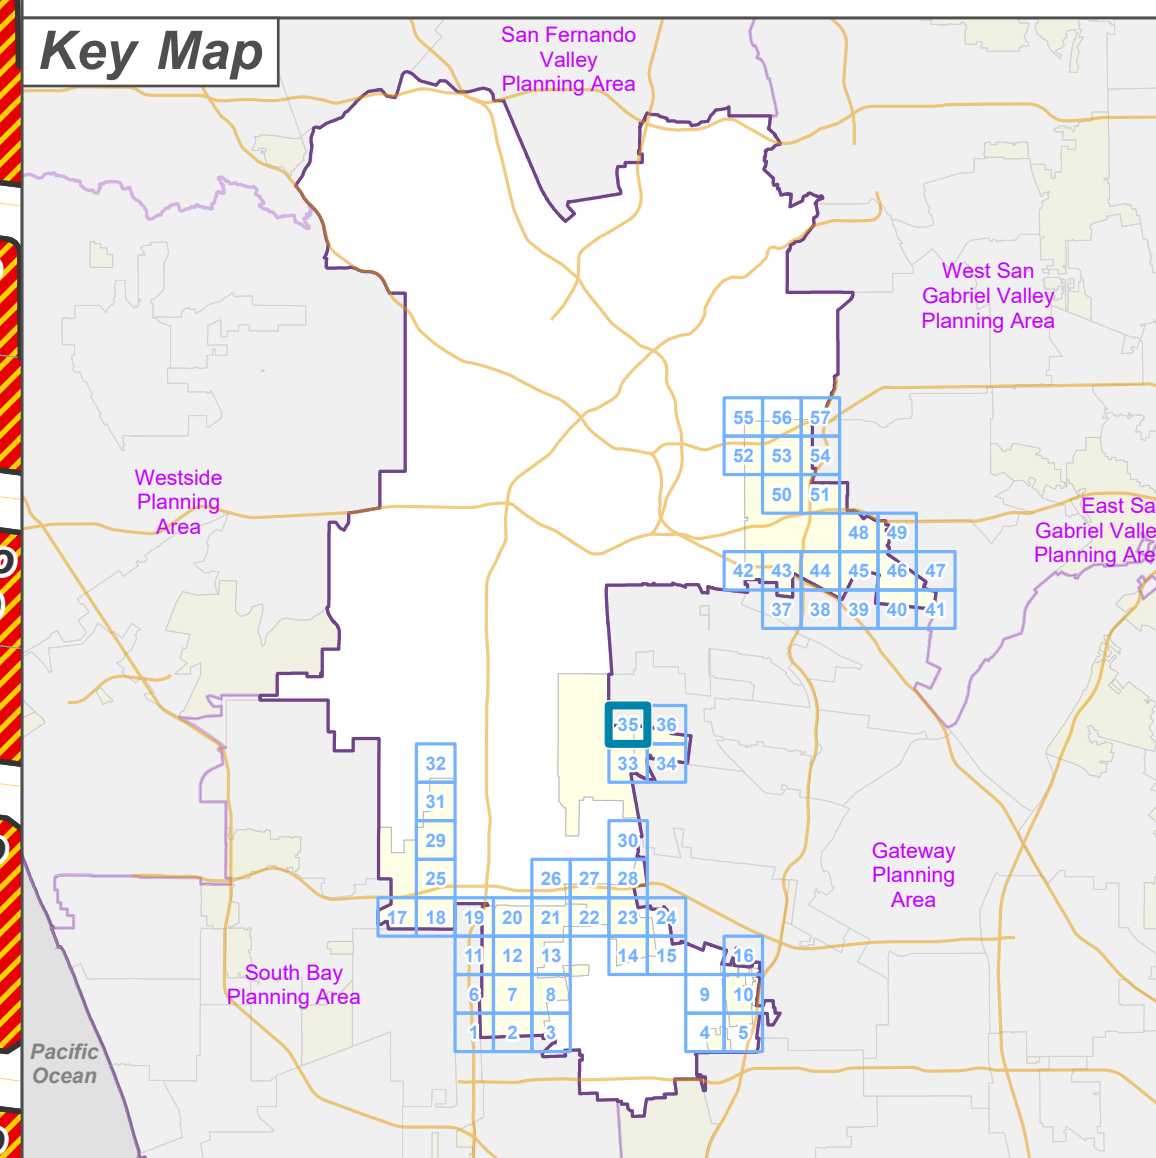 Key Map
San Fernando
Valley
Planning Area
West San
Gabriel Valley
Planning Area
Westside
Planning
Area
East Sa
Gabriel Valle
Planning Are
55 56 57
52 53 54
50 51
48 49
42 43 44 45 46 47
37 38 39 40 41
35 36
33 34
32
31
30
29
28
27
26
25
17 18 19 20 21 22 23 24
11 12 13 14 15 16
6 7 8 9 10
1 2 3 4 5
Gateway
Planning
Area
South Bay
Planning Area
Pacific
Ocean